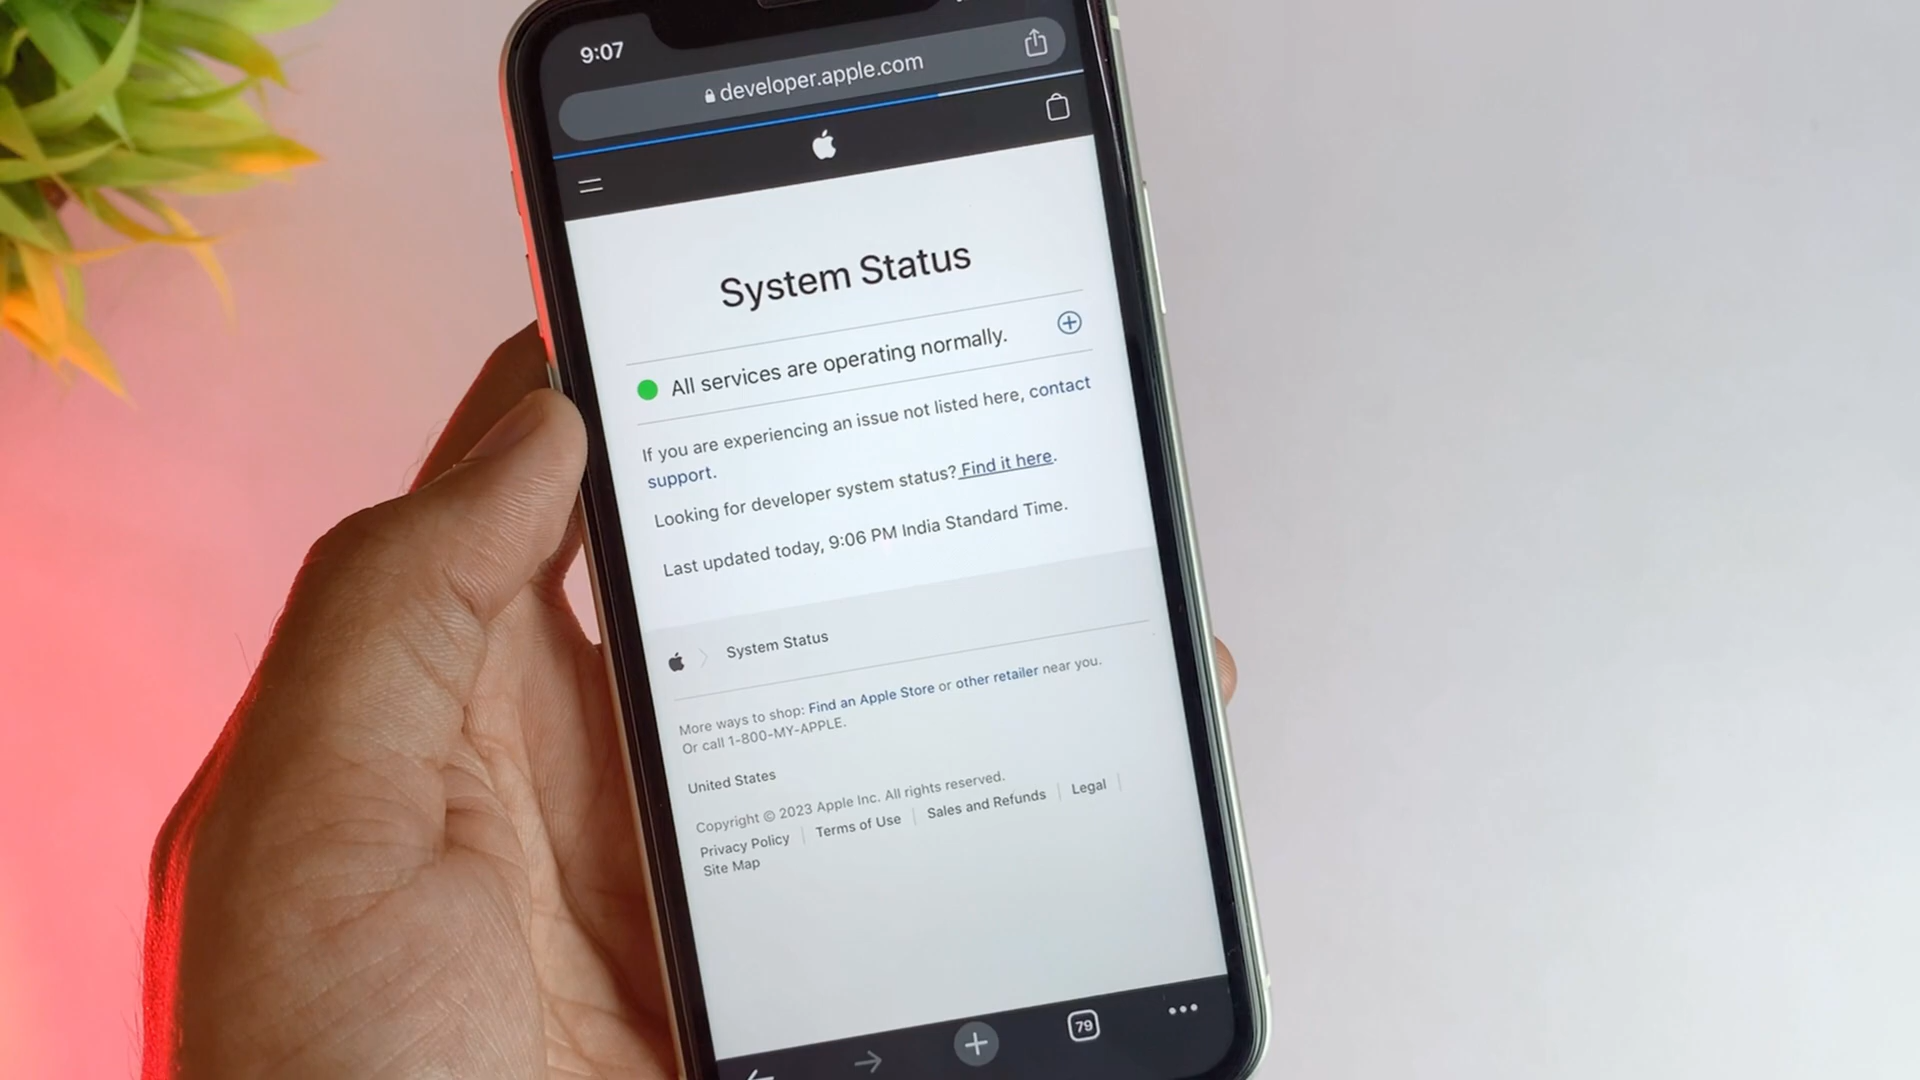 9:07
developer.apple.com
System Status
All services are operating normally.
If you are experiencing an issue not listed here, contact
support.
Looking for developer system status? Find it here.
Last updated today, 9:06 PM India Standard Time.
System Status
More ways to shop: Find an Apple Store or other retailer near you.
Or call 1-800-MY-APPLE.
United States
Copyright © 2023 Apple Inc. All rights reserved.
Privacy Policy | Terms of Use | Sales and Refunds | Legal |
Site Map
79